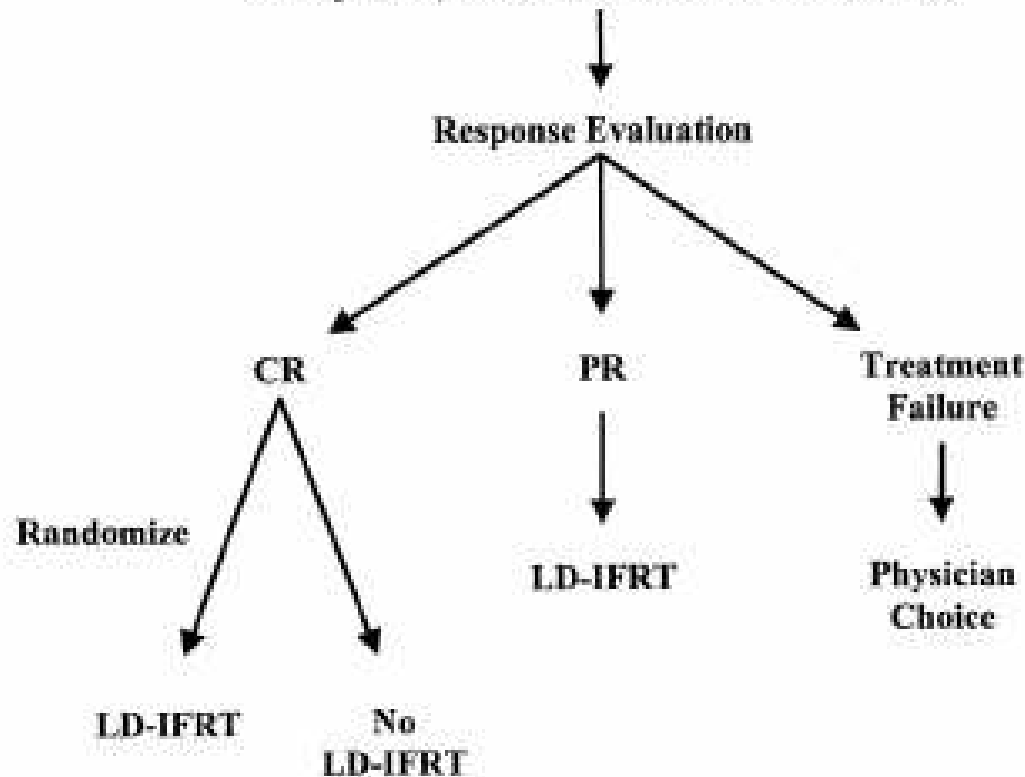 Response Evaluation
CR
PR
Treatment
Failure
Randomize
LD-IFRT
Physician
Choice
LD-IFRT
No
LD-IFRT